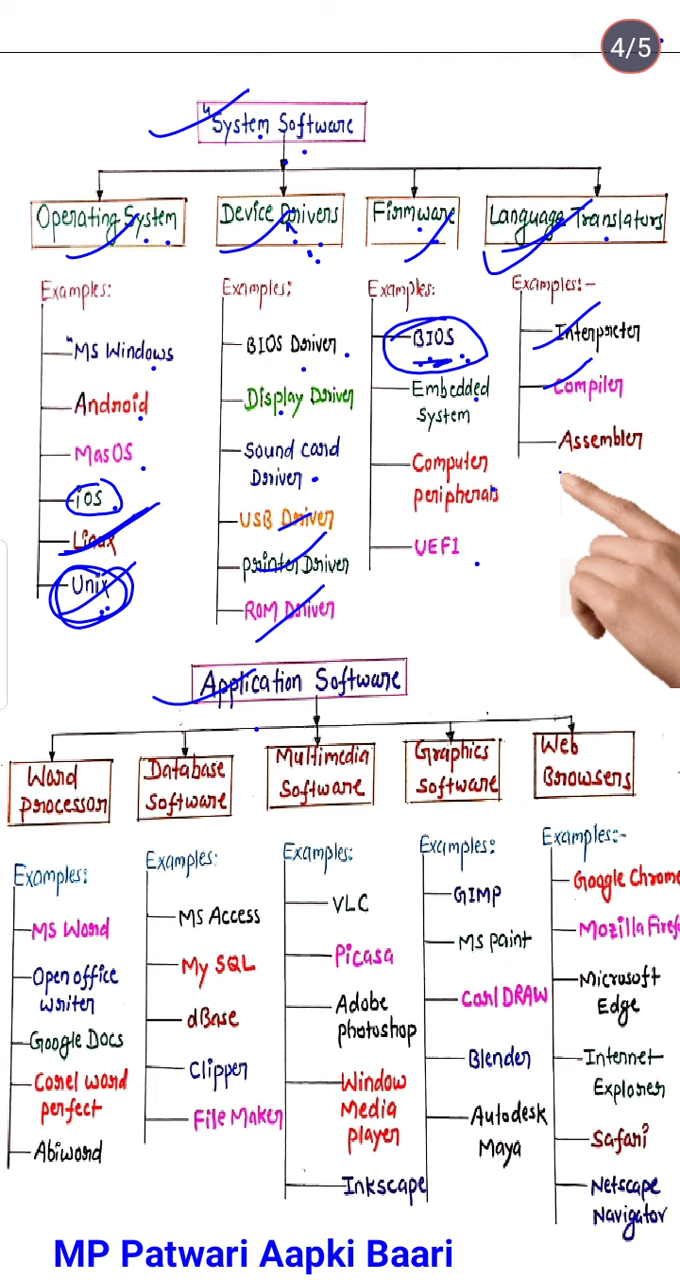 4/5
System Software
Operating System
Device Drivers
Firmware
Language Translators
Examples:
MS Windows
Android
MasOS
ios
Linux
Unix
Examples:
BIOS Driver
Display Driver
Sound card
Driver
USB Driver
printer Driver
ROM Driver
Examples:
BIOS
Embedded
System
Computer
peripherals
UEFI
Examples:-
Interpreter
Compiler
Assembler
Application Software
Word
processor
Database
Software
Multimedia
Software
Graphics
Software
Web
Browsers
Examples:
MS Word
Open office
writer
Google Docs
Corel word
perfect
Abiword
Examples:
MS Access
My SQL
dBase
Clipper
File Maker
Examples:
VLC
Picasa
Adobe
photoshop
Window
Media
player
Inkscape
Examples:
GIMP
MS paint
Corel DRAW
Blender
Autodesk
Maya
Examples:-
Google Chrome
Mozilla Firefo
Microsoft
Edge
Internet
Explorer
Safari
Netscape
Navigator
MP Patwari Aapki Baari